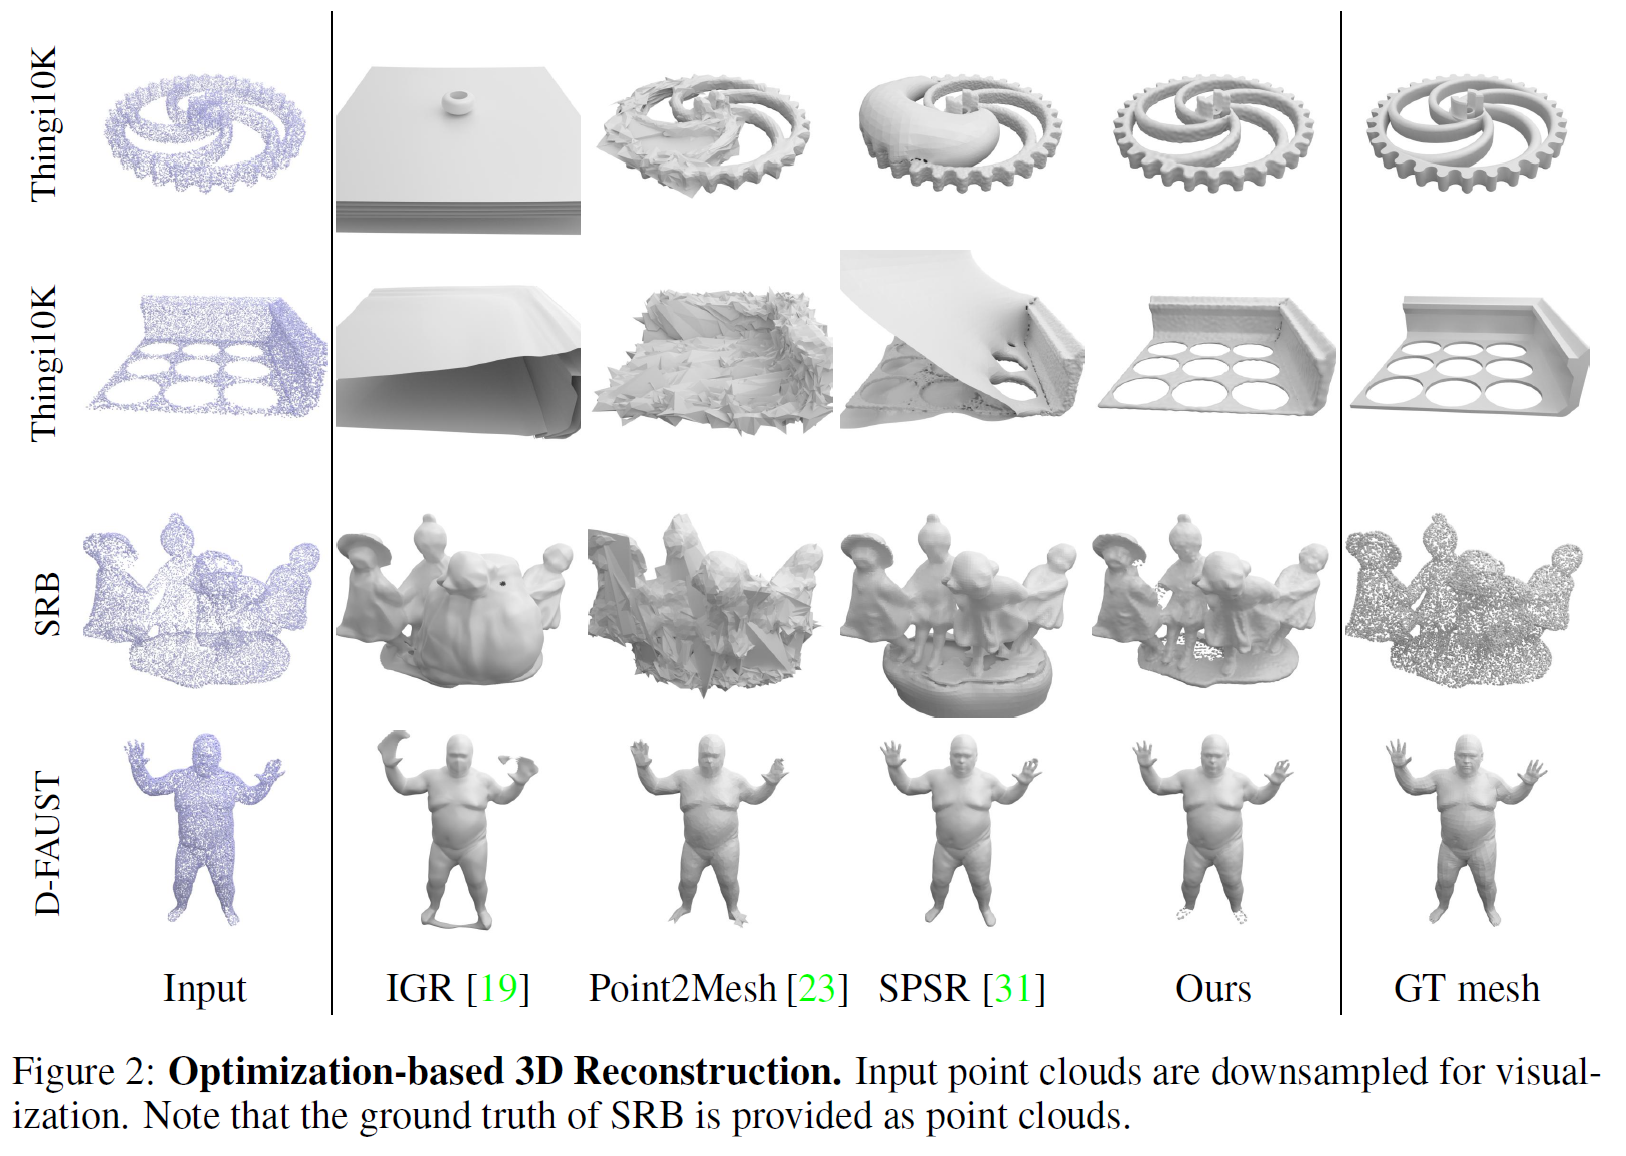 Thingi10K
Thingi10K
SRB
D-FAUST
Input
IGR [19]
Point2Mesh [23]
SPSR [31]
Ours
GT mesh
Figure 2: Optimization-based 3D Reconstruction. Input point clouds are downsampled for visual-
ization. Note that the ground truth of SRB is provided as point clouds.